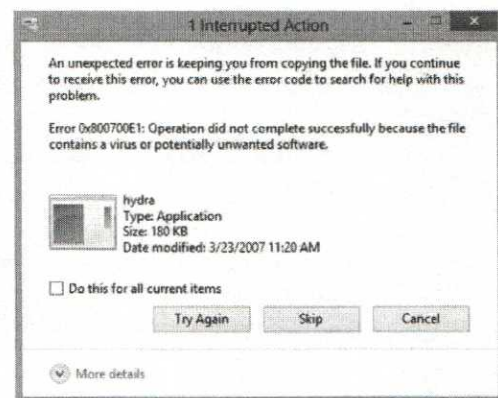 1 Interrupted Action
An unexpected error is keeping you from copying the file. If you continue
to receive this error, you can use the error code to search for help with this
problem.
Error 0x800700E1: Operation did not complete successfully because the file
contains a virus or potentially unwanted software.
hydra
Type: Application
Size: 180 KB
Date modified: 3/23/2007 11:20 AM
Do this for all current items
Try Again
Skip
Cancel
More details